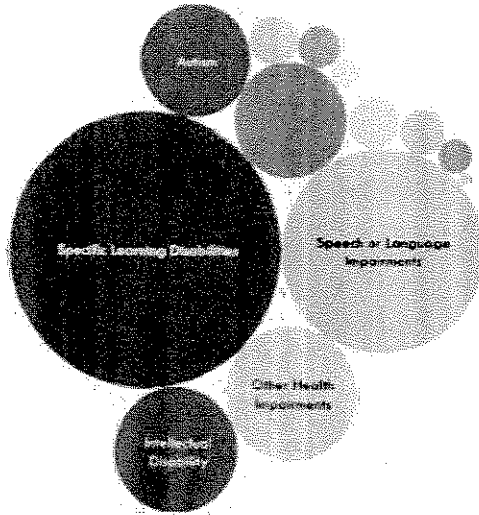 Autism
Specific Learning Disabilities
Speech or Language
Impairments
Other Health
Impairments
Intellectual
Disability